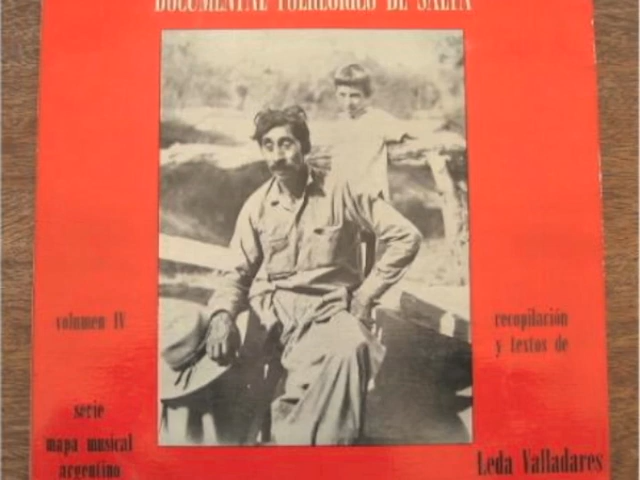 DOCUMENTAL FOLKLORICO DE SALTA
volumen IV
serie
mapa musical
argentino
recopilación
y textos de
Leda Valladares